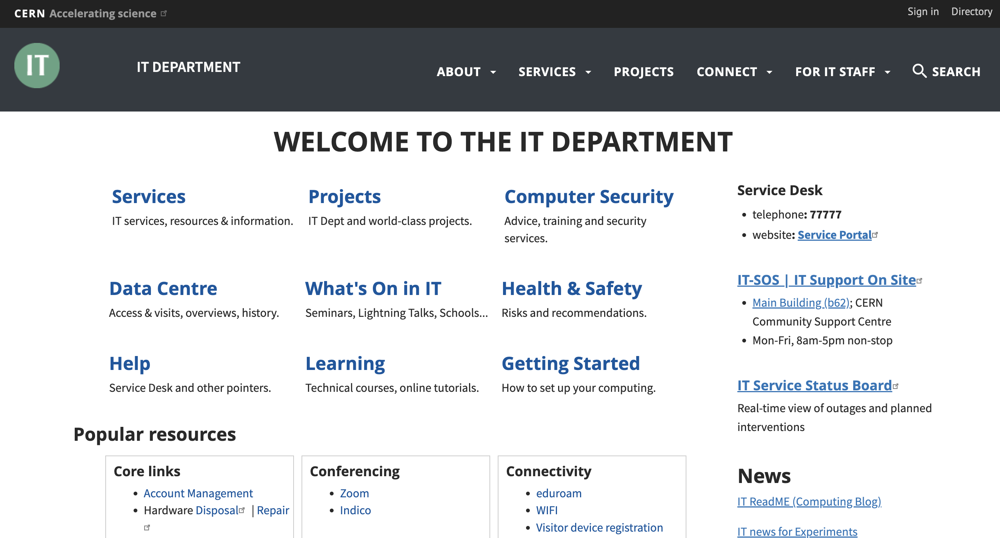 CERN Accelerating science
Sign in Directory
IT
IT DEPARTMENT
ABOUT SERVICES PROJECTS CONNECT FOR IT STAFF SEARCH
WELCOME TO THE IT DEPARTMENT
Services
IT services, resources & information.
Projects
IT Dept and world-class projects.
Computer Security
Advice, training and security
services.
Data Centre
Access & visits, overviews, history.
What's On in IT
Seminars, Lightning Talks, Schools...
Health & Safety
Risks and recommendations.
Help
Service Desk and other pointers.
Learning
Technical courses, online tutorials.
Getting Started
How to set up your computing.
Popular resources
Core links
Account Management
Hardware Disposal | Repair
Conferencing
Zoom
Indico
Connectivity
eduroam
WIFI
Visitor device registration
Service Desk
telephone: 77777
website: Service Portal
IT-SOS | IT Support On Site
Main Building (b62); CERN
Community Support Centre
Mon-Fri, 8am-5pm non-stop
IT Service Status Board
Real-time view of outages and planned
interventions
News
IT ReadME (Computing Blog)
IT news for Experiments